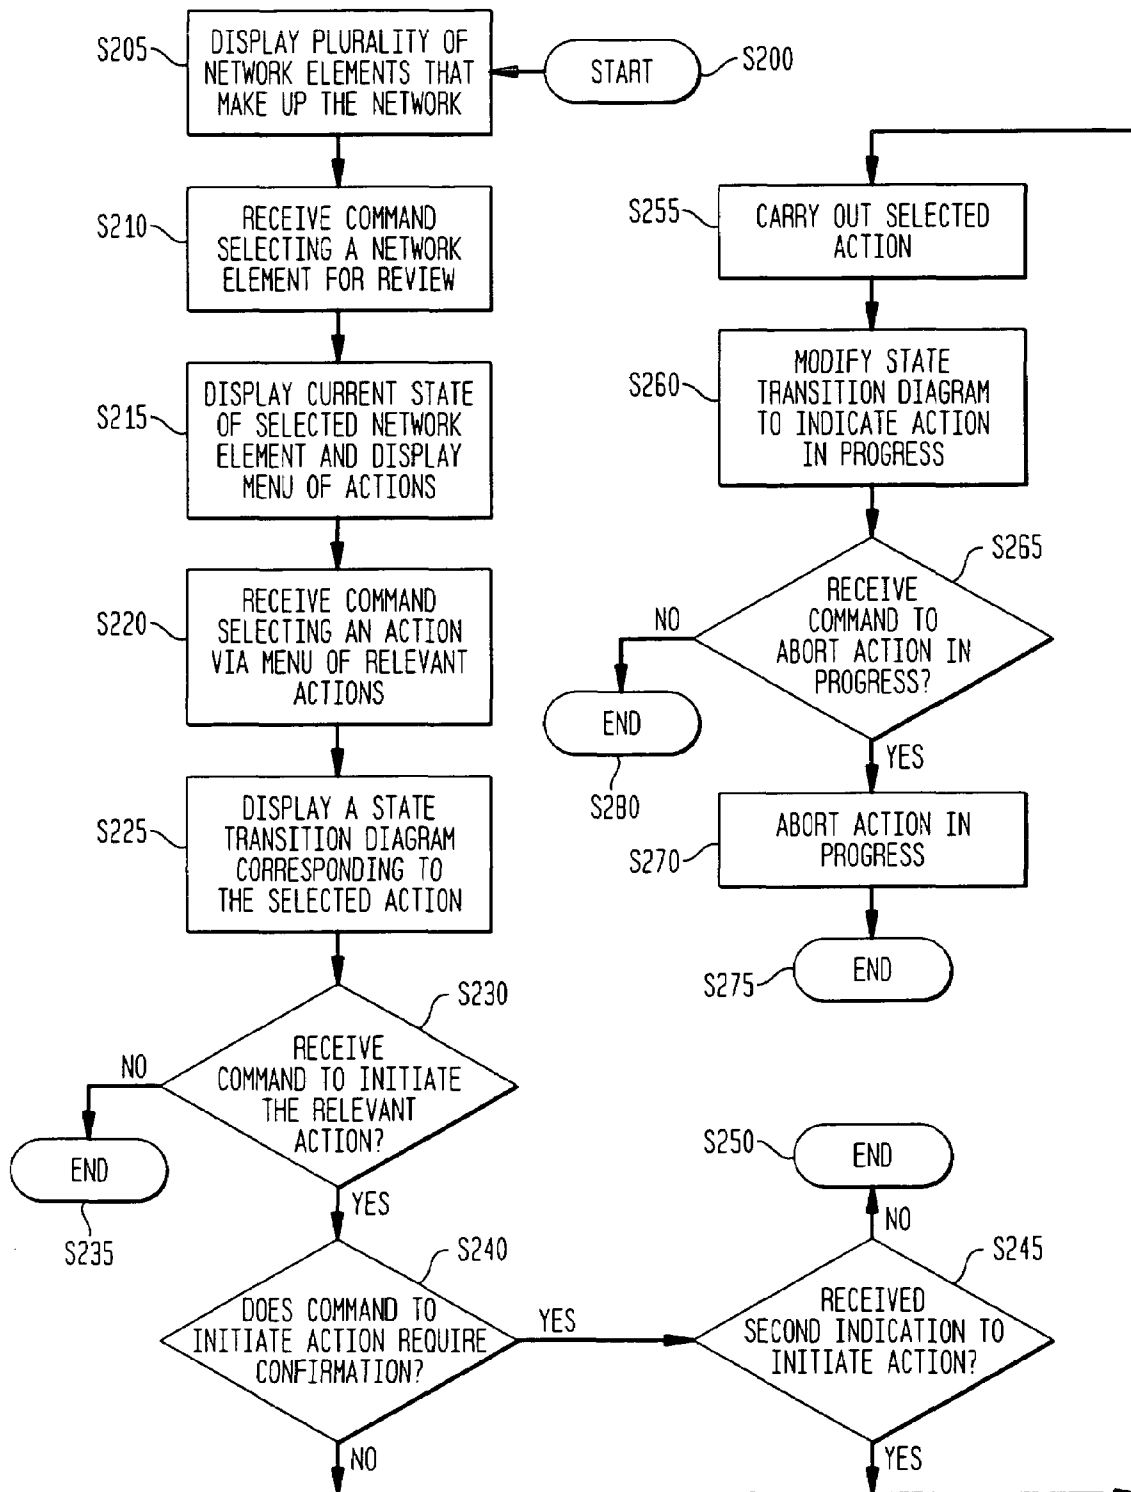 START
S200
S205
DISPLAY PLURALITY OF
NETWORK ELEMENTS THAT
MAKE UP THE NETWORK
S210
RECEIVE COMMAND
SELECTING A NETWORK
ELEMENT FOR REVIEW
S215
DISPLAY CURRENT STATE
OF SELECTED NETWORK
ELEMENT AND DISPLAY
MENU OF ACTIONS
S220
RECEIVE COMMAND
SELECTING AN ACTION
VIA MENU OF RELEVANT
ACTIONS
S225
DISPLAY A STATE
TRANSITION DIAGRAM
CORRESPONDING TO
THE SELECTED ACTION
S230
RECEIVE
COMMAND TO INITIATE
THE RELEVANT
ACTION?
NO
END
S235
YES
S240
DOES COMMAND TO
INITIATE ACTION REQUIRE
CONFIRMATION?
YES
NO
S245
RECEIVED
SECOND INDICATION TO
INITIATE ACTION?
NO
S250
END
YES
S255
CARRY OUT SELECTED
ACTION
S260
MODIFY STATE
TRANSITION DIAGRAM
TO INDICATE ACTION
IN PROGRESS
S265
RECEIVE
COMMAND TO
ABORT ACTION IN
PROGRESS?
NO
END
S280
YES
S270
ABORT ACTION IN
PROGRESS
S275
END